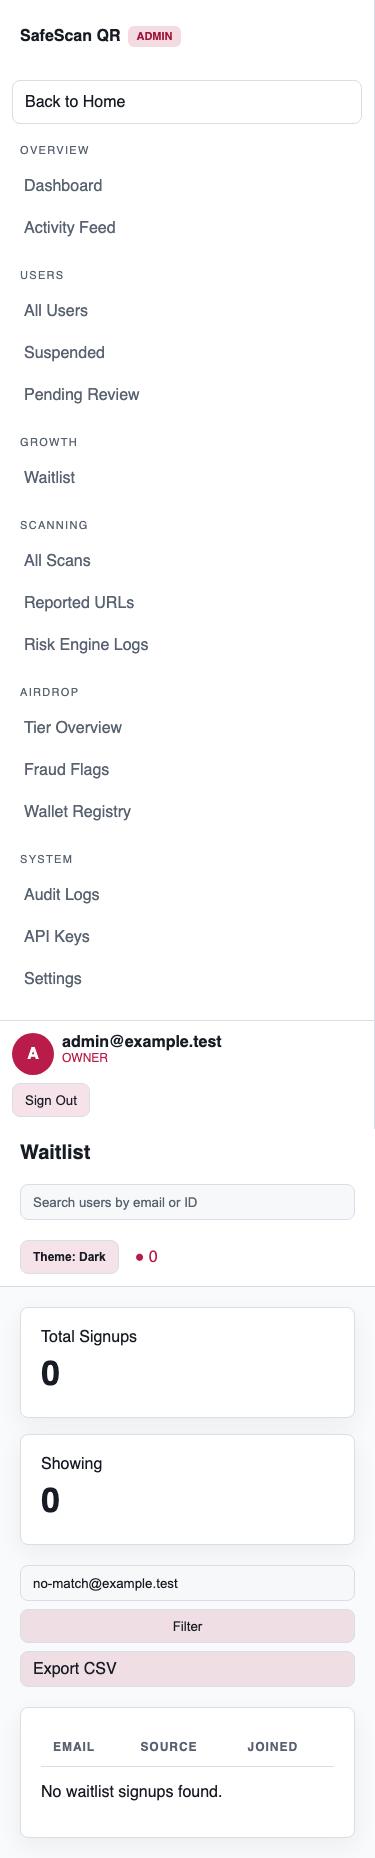 SafeScan QR ADMIN
Back to Home
OVERVIEW
Dashboard
Activity Feed
USERS
All Users
Suspended
Pending Review
GROWTH
Waitlist
SCANNING
All Scans
Reported URLs
Risk Engine Logs
AIRDROP
Tier Overview
Fraud Flags
Wallet Registry
SYSTEM
Audit Logs
API Keys
Settings
A
admin@example.test
OWNER
Sign Out
Waitlist
Search users by email or ID
Theme: Dark ● 0
Total Signups
0
Showing
0
no-match@example.test
Filter
Export CSV
EMAIL SOURCE JOINED
No waitlist signups found.